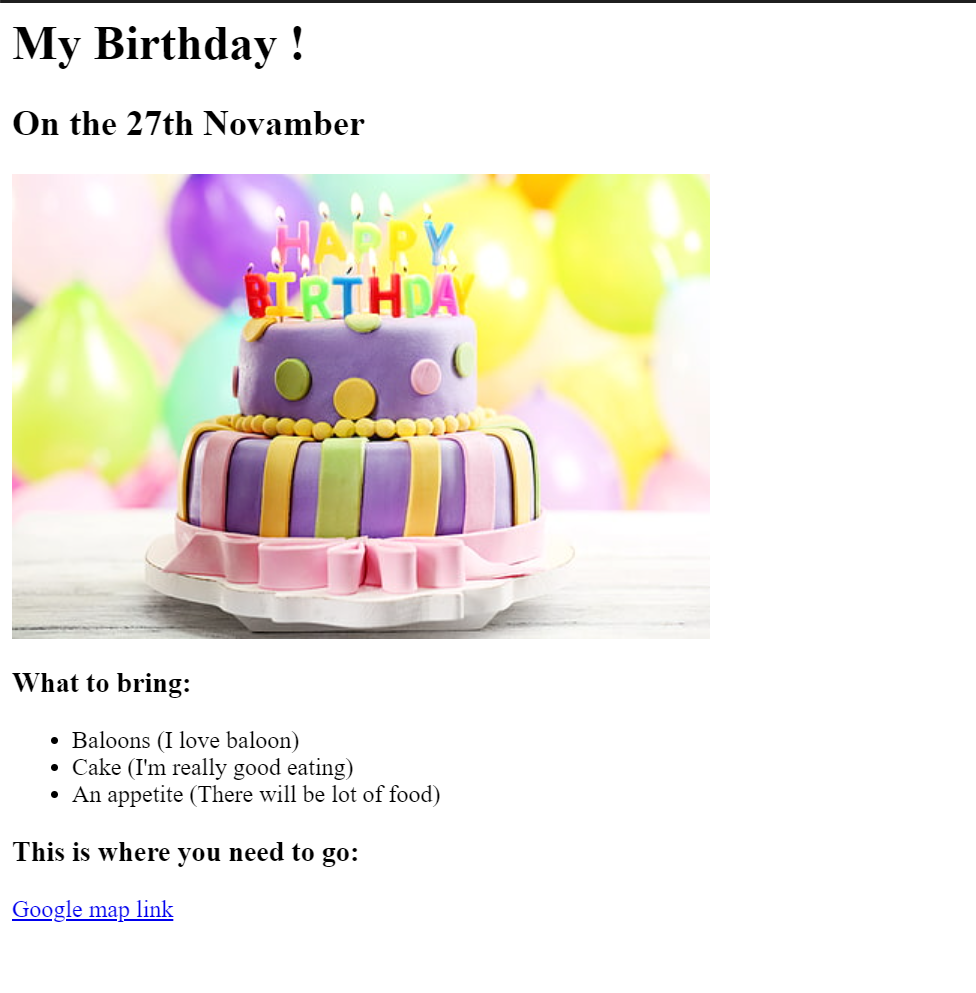 My Birthday !
On the 27th Novamber
HAPPY
BIRTHDAY
What to bring:
Baloons (I love baloon)
Cake (I'm really good eating)
An appetite (There will be lot of food)
This is where you need to go:
Google map link